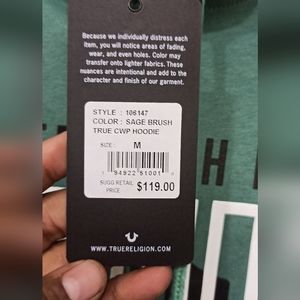 Because we individually distress each
item, you will notice areas of fading,
wear, and even holes. Color may
transfer onto lighter fabrics. These
nuances are intentional and add to the
character and finish of our garment.
STYLE : 106147
COLOR : SAGE BRUSH
TRUE CWP HOODIE
SIZE : M
94922 51001
SUGG RETAIL
PRICE $119.00
WWW.TRUERELIGION.COM